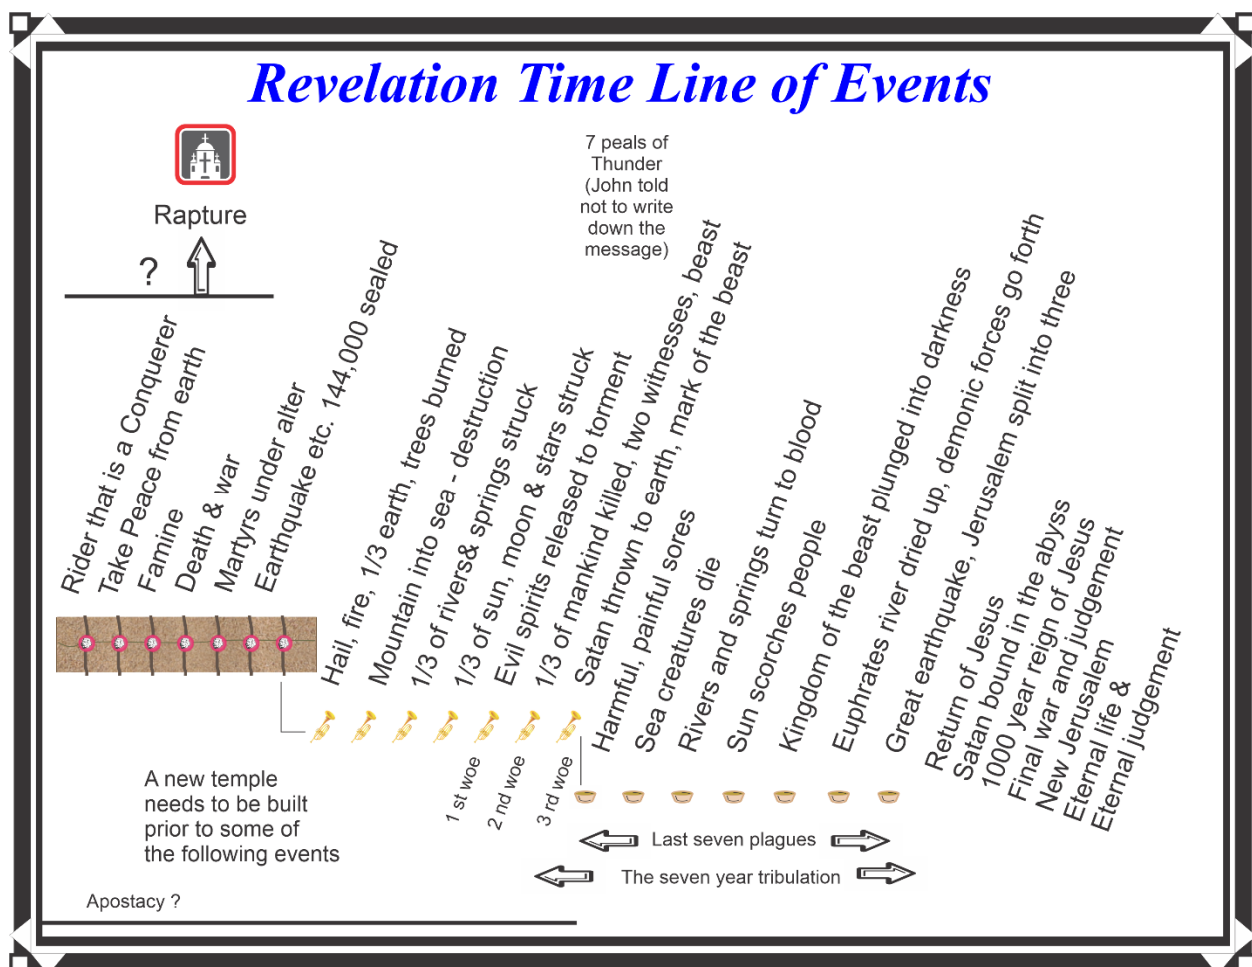 Revelation Time Line of Events
7 peals of
Thunder
(John told
not to write
down the
message)
Rapture
?
Rider that is a Conquerer
Take Peace from earth
Famine
Death & war
Martyrs under alter
Earthquake etc. 144,000 sealed
Hail, fire, 1/3 earth, trees burned
Mountain into sea - destruction
1/3 of rivers& springs struck
1/3 of sun, moon & stars struck
Evil spirits released to torment
1/3 of mankind killed, two witnesses, beast
Satan thrown to earth, mark of the beast
Harmful, painful sores
Sea creatures die
Rivers and springs turn to blood
Sun scorches people
Kingdom of the beast plunged into darkness
Euphrates river dried up, demonic forces go forth
Great earthquake, Jerusalem split into three
Return of Jesus
Satan bound in the abyss
1000 year reign of Jesus
Final war and judgement
New Jerusalem
Eternal life &
Eternal judgement
1 st woe
2 nd woe
3 rd woe
A new temple
needs to be built
prior to some of
the following events
Last seven plagues
The seven year tribulation
Apostacy ?